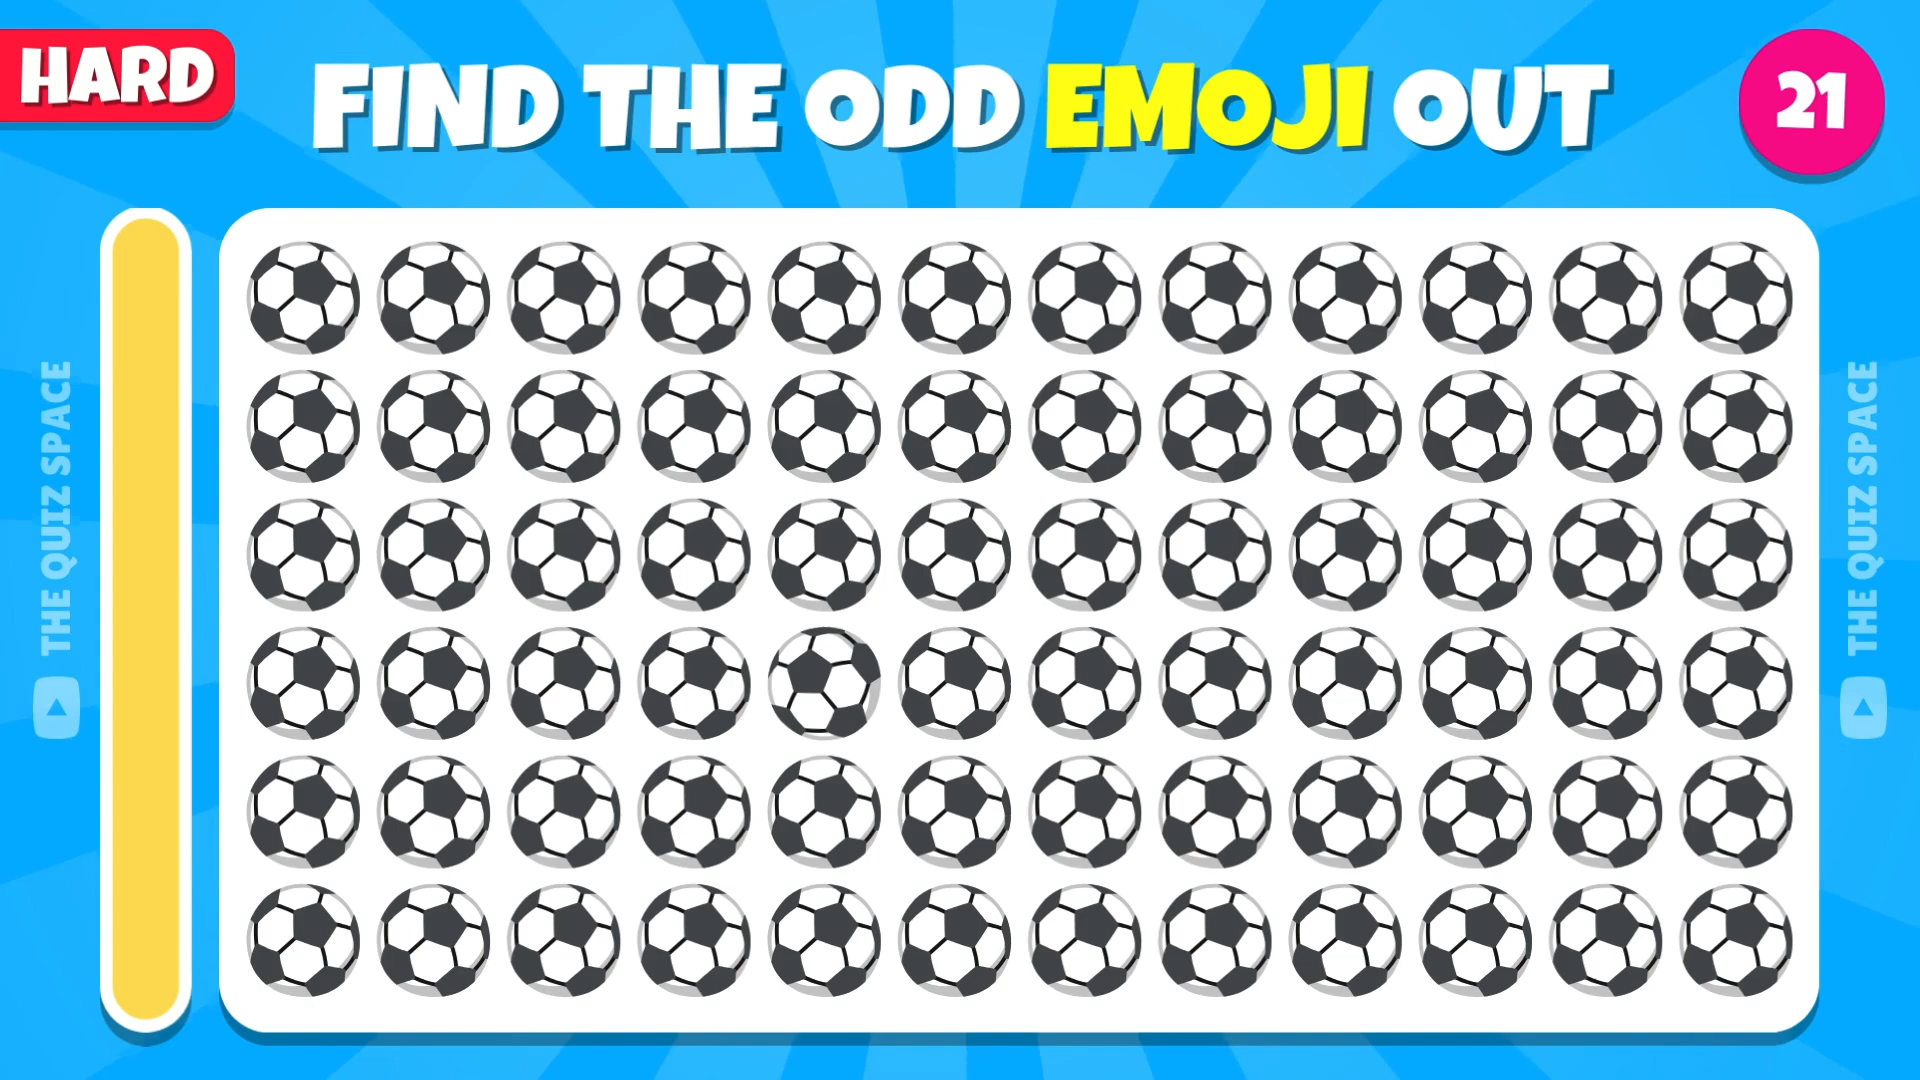 HARD
FIND THE ODD EMOJI OUT
21
THE QUIZ SPACE
THE QUIZ SPACE